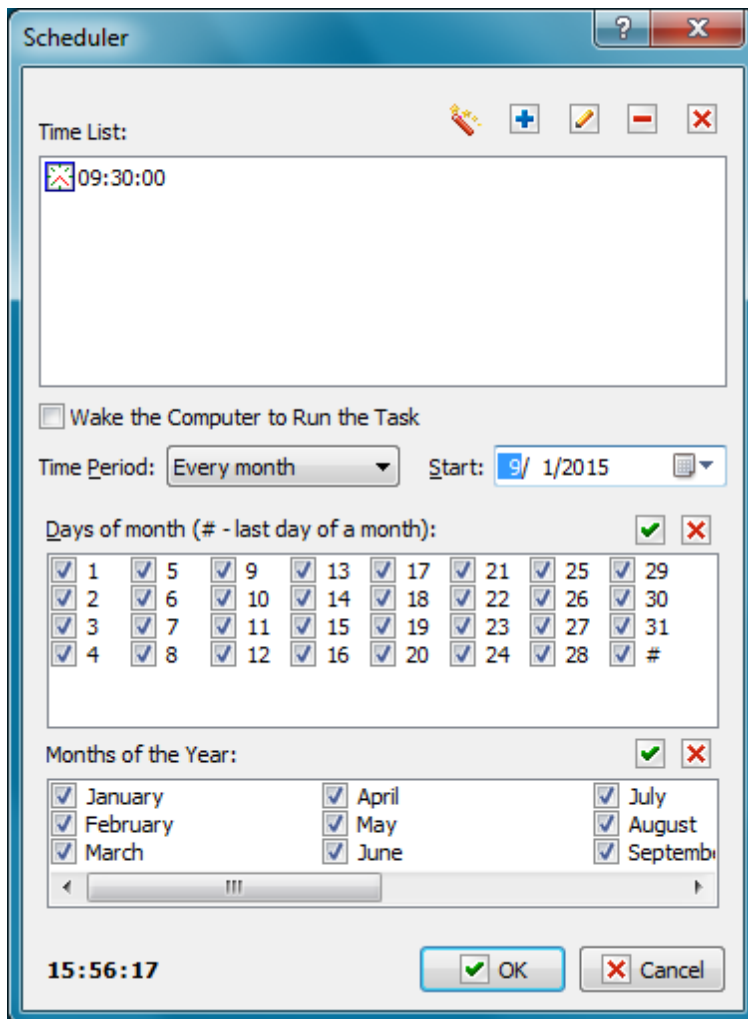 Scheduler
Time List:
09:30:00
Wake the Computer to Run the Task
Time Period: Every month Start: 9/ 1/2015
Days of month (# - last day of a month):
1 5 9 13 17 21 25 29
2 6 10 14 18 22 26 30
3 7 11 15 19 23 27 31
4 8 12 16 20 24 28 #
Months of the Year:
January April July
February May August
March June Septemb
15:56:17 OK Cancel